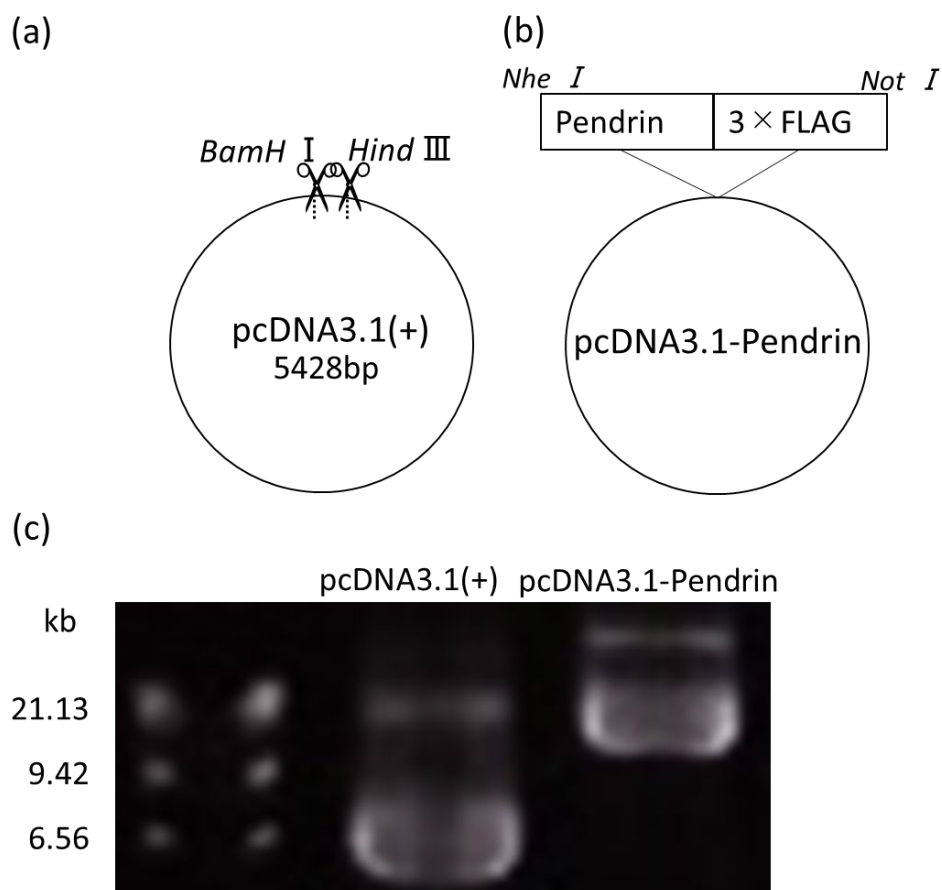 (a)
BamH Ⅰ Hind Ⅲ
pcDNA3.1(+)
5428bp
(b)
Nhe Ⅰ Not Ⅰ
Pendrin 3×FLAG
pcDNA3.1-Pendrin
(c)
pcDNA3.1(+) pcDNA3.1-Pendrin
kb
21.13
9.42
6.56